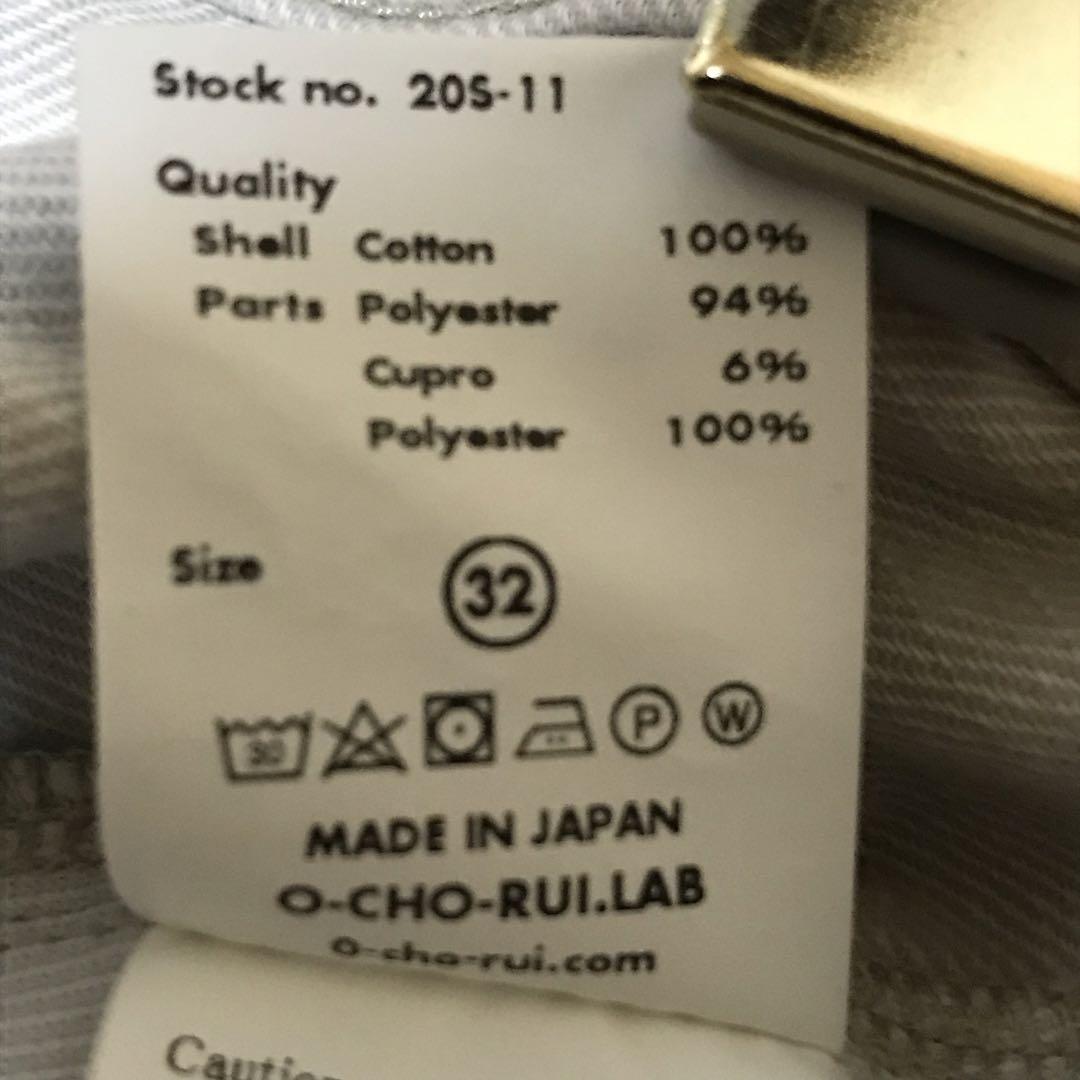 Stock no. 20S-11
Quality
Shell Cotton 100%
Parts Polyester 94%
Cupro 6%
Polyester 100%
Size 32
30 P W
MADE IN JAPAN
O-CHO-RUI.LAB
o-cho-rui.com